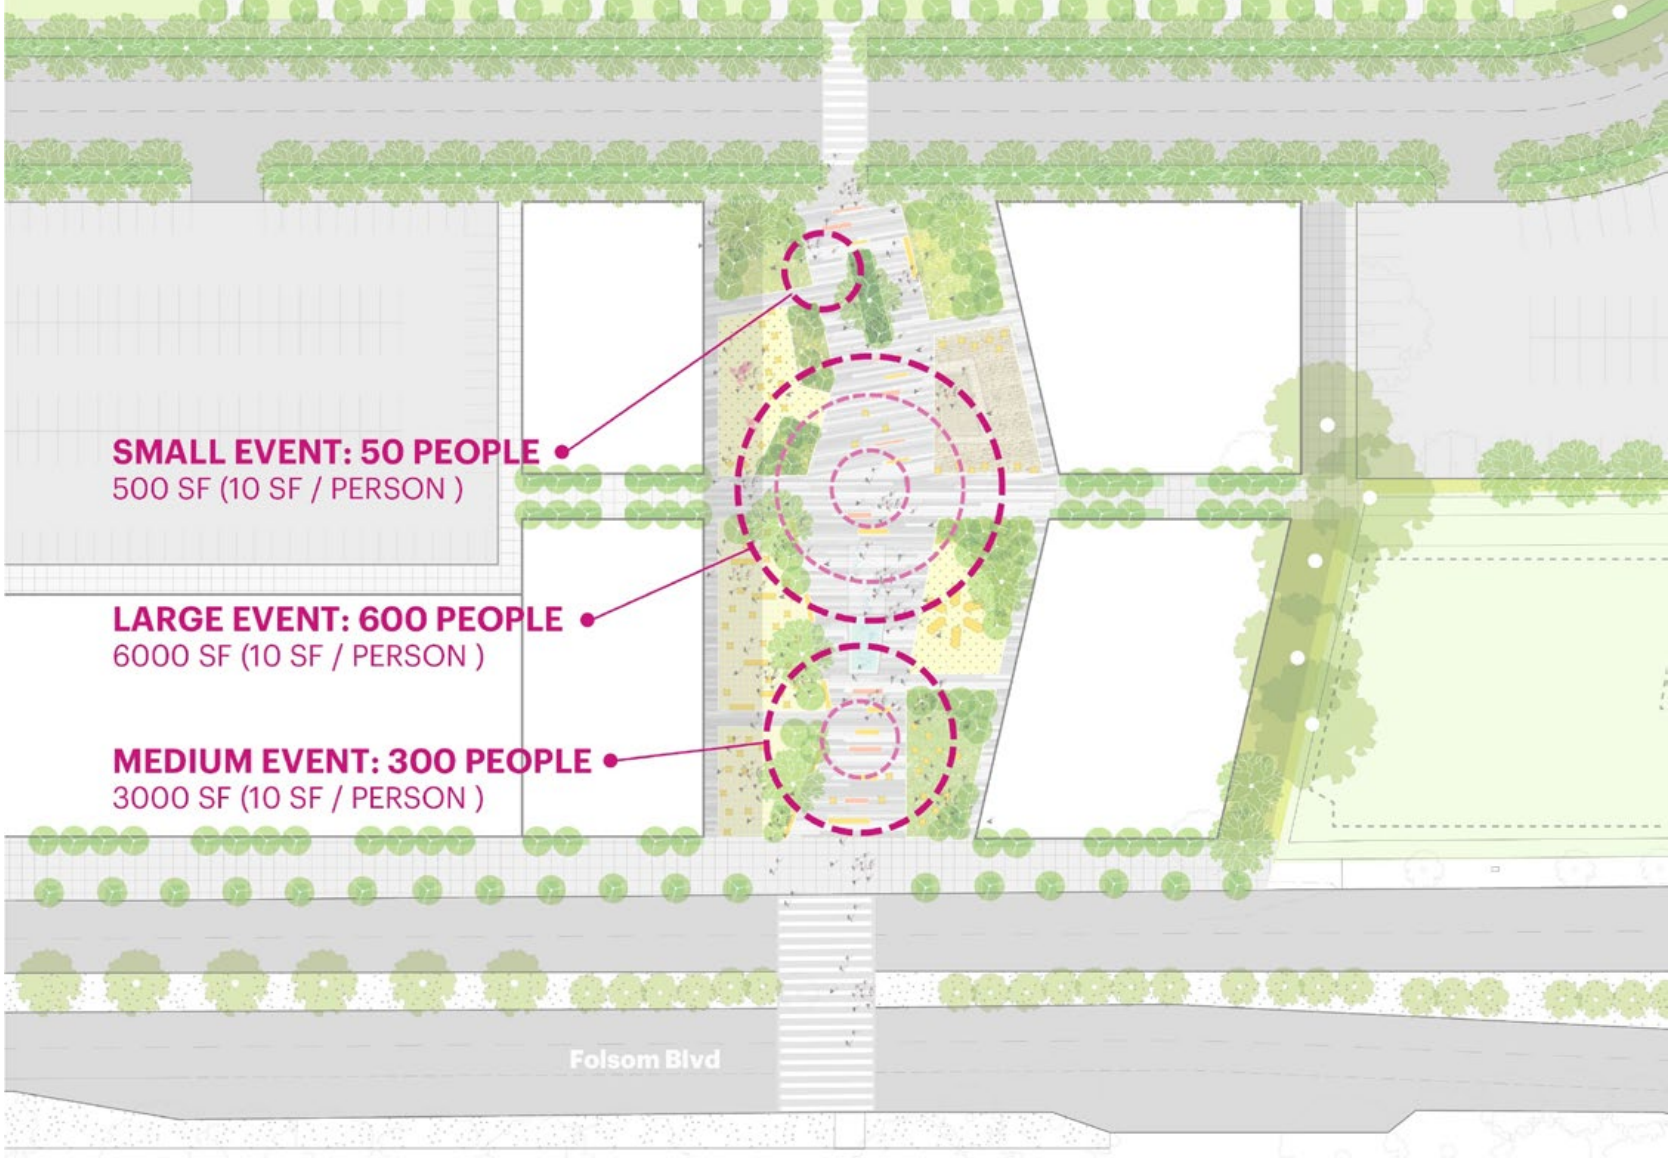 SMALL EVENT: 50 PEOPLE
500 SF (10 SF / PERSON )
LARGE EVENT: 600 PEOPLE
6000 SF (10 SF / PERSON )
MEDIUM EVENT: 300 PEOPLE
3000 SF (10 SF / PERSON )
Folsom Blvd